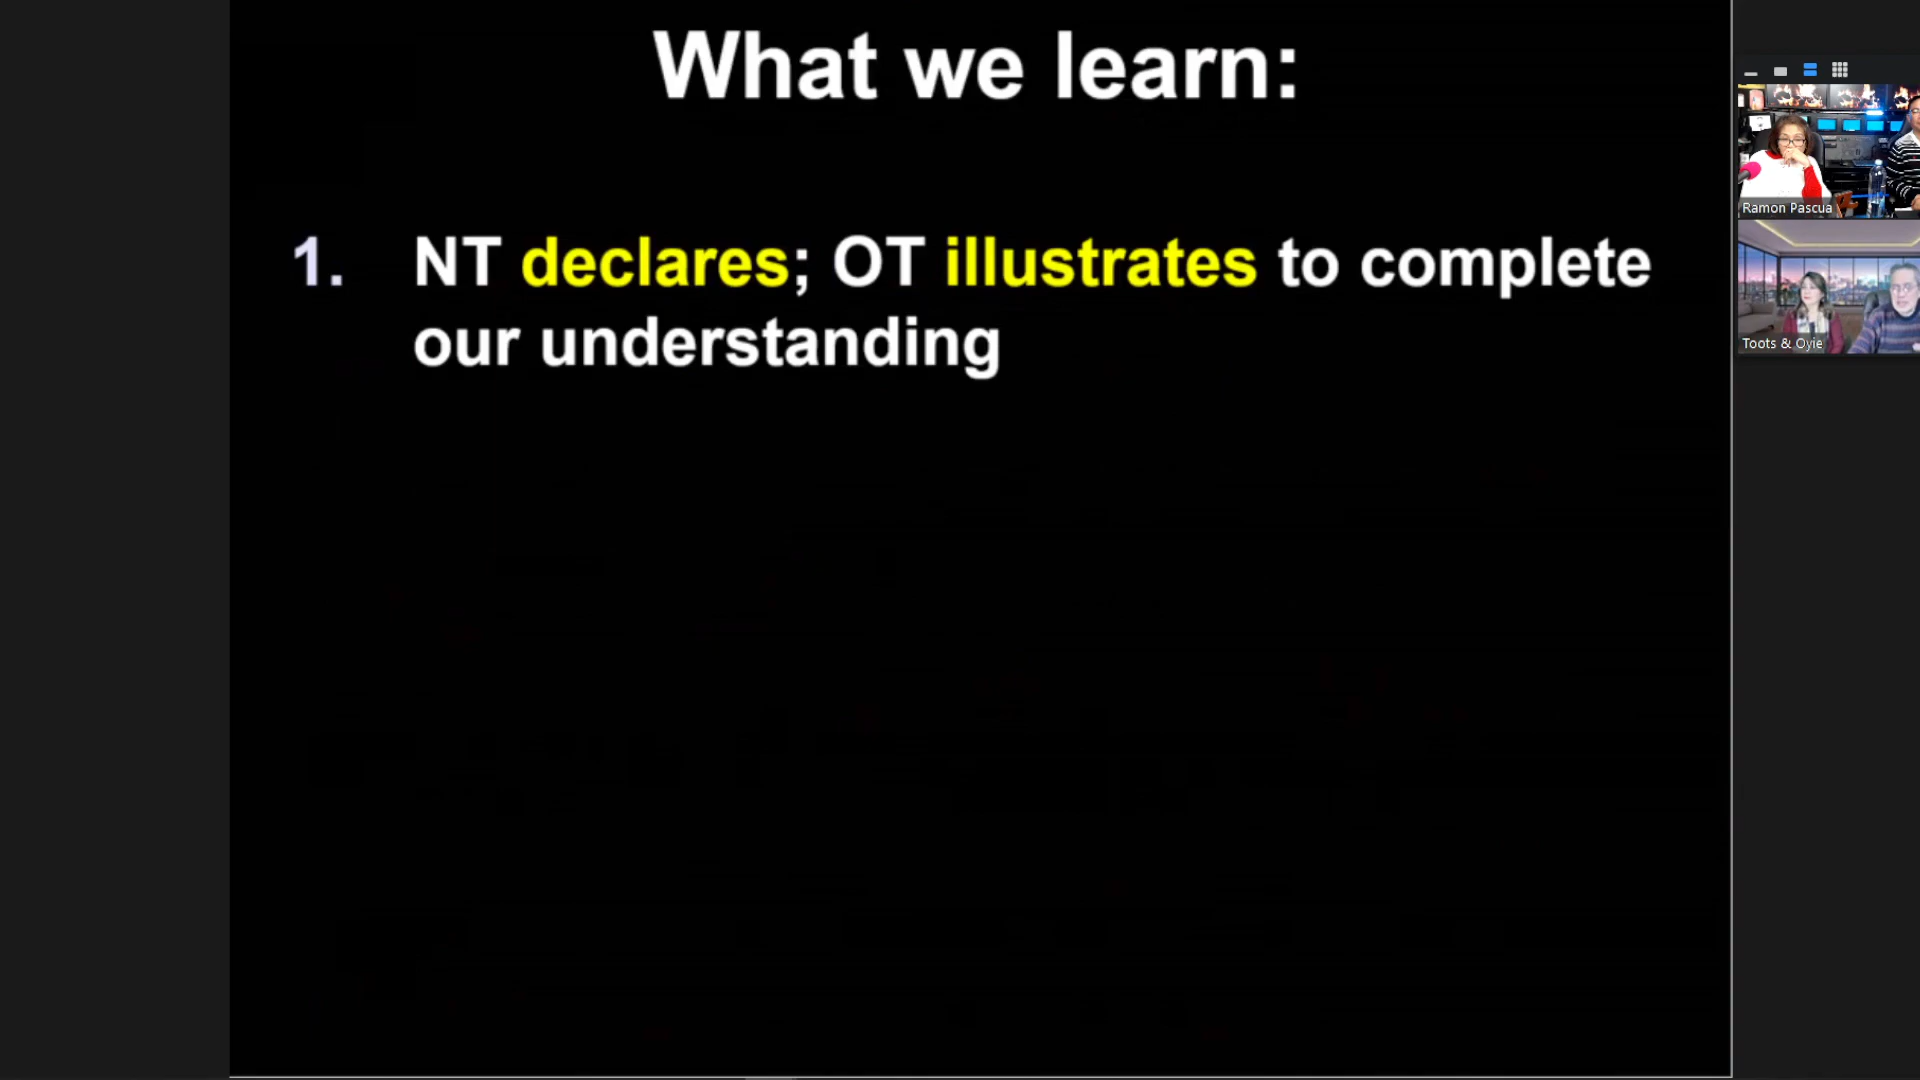 What we learn:
1. NT declares; OT illustrates to complete
our understanding
Ramon Pascua
Toots & Oyie